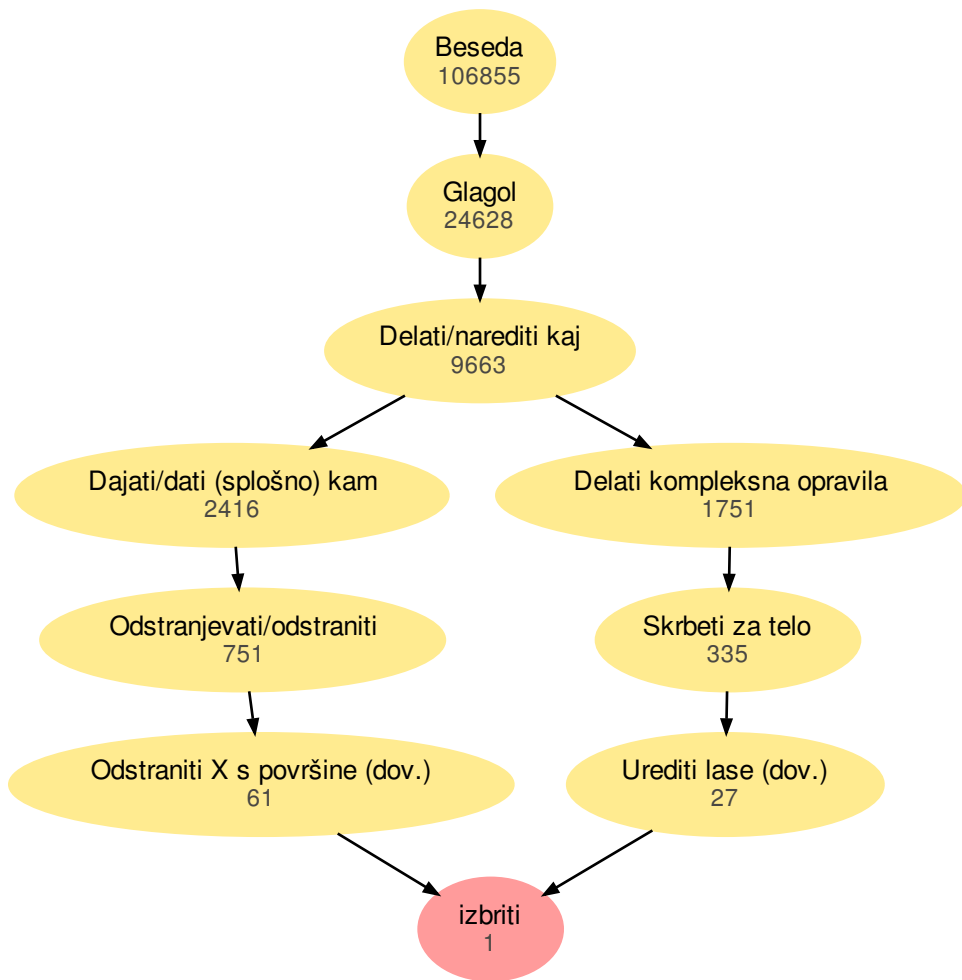 Beseda
106855
Glagol
24628
Delati/narediti kaj
9663
Dajati/dati (splošno) kam
2416
Delati kompleksna opravila
1751
Odstranjevati/odstraniti
751
Skrbeti za telo
335
Odstraniti X s površine (dov.)
61
Urediti lase (dov.)
27
izbriti
1